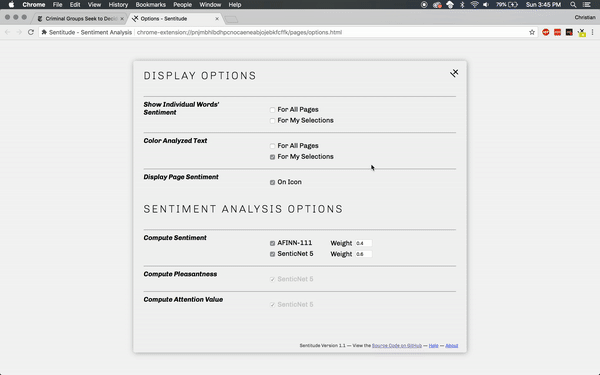 Chrome File Edit View History Bookmarks People Window Help 79% Sun 3:45 PM
Criminal Groups Seek to Decid Options - Sentitude Christian
Sentitude - Sentiment Analysis chrome-extension://pnjmbhlbdhpcnocaeneabjojebkfcffk/pages/options.html
DISPLAY OPTIONS
Show Individual Words' Sentiment
For All Pages
For My Selections
Color Analyzed Text
For All Pages
For My Selections
Display Page Sentiment
On Icon
SENTIMENT ANALYSIS OPTIONS
Compute Sentiment
AFINN-111 Weight 0.4
SenticNet 5 Weight 0.6
Compute Pleasantness
SenticNet 5
Compute Attention Value
SenticNet 5
Sentitude Version 1.1 — View the Source Code on GitHub — Help — About